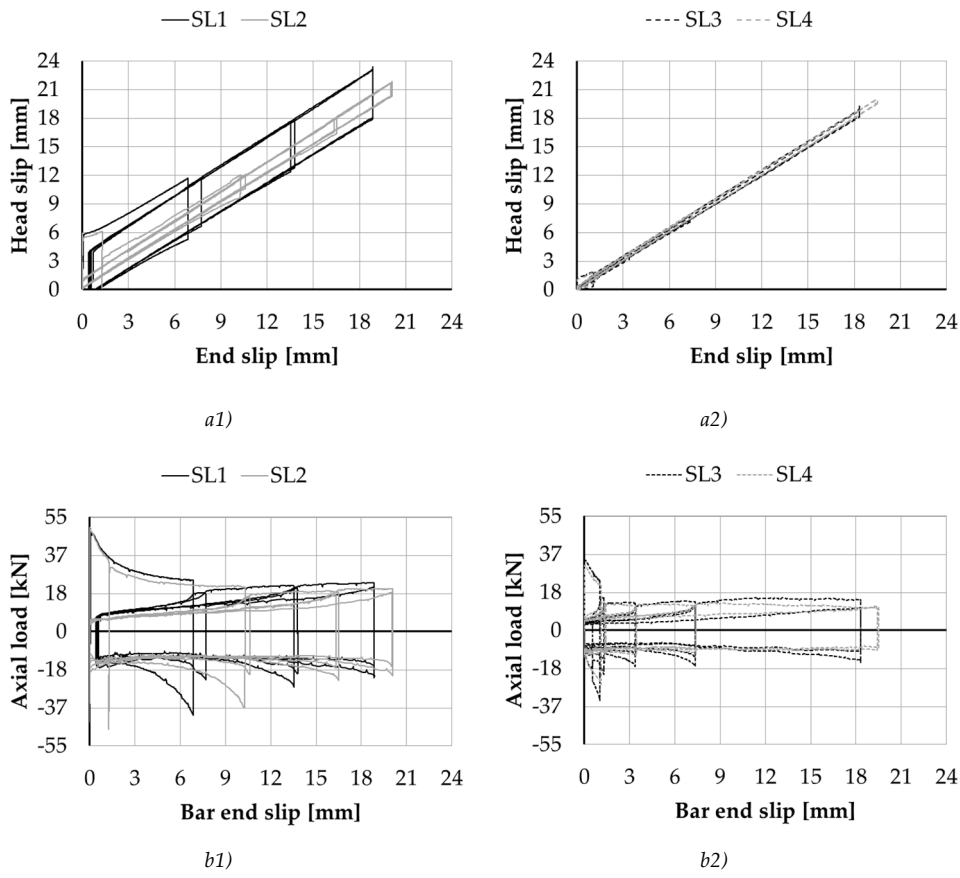 SL1 SL2
24
21
18
15
12
9
6
3
0
Head slip [mm]
0 3 6 9 12 15 18 21 24
End slip [mm]
a1)
SL3 SL4
24
21
18
15
12
9
6
3
0
Head slip [mm]
0 3 6 9 12 15 18 21 24
End slip [mm]
a2)
SL1 SL2
55
37
18
0
-18
-37
-55
Axial load [kN]
0 3 6 9 12 15 18 21 24
Bar end slip [mm]
b1)
SL3 SL4
55
37
18
0
-18
-37
-55
Axial load [kN]
0 3 6 9 12 15 18 21 24
Bar end slip [mm]
b2)